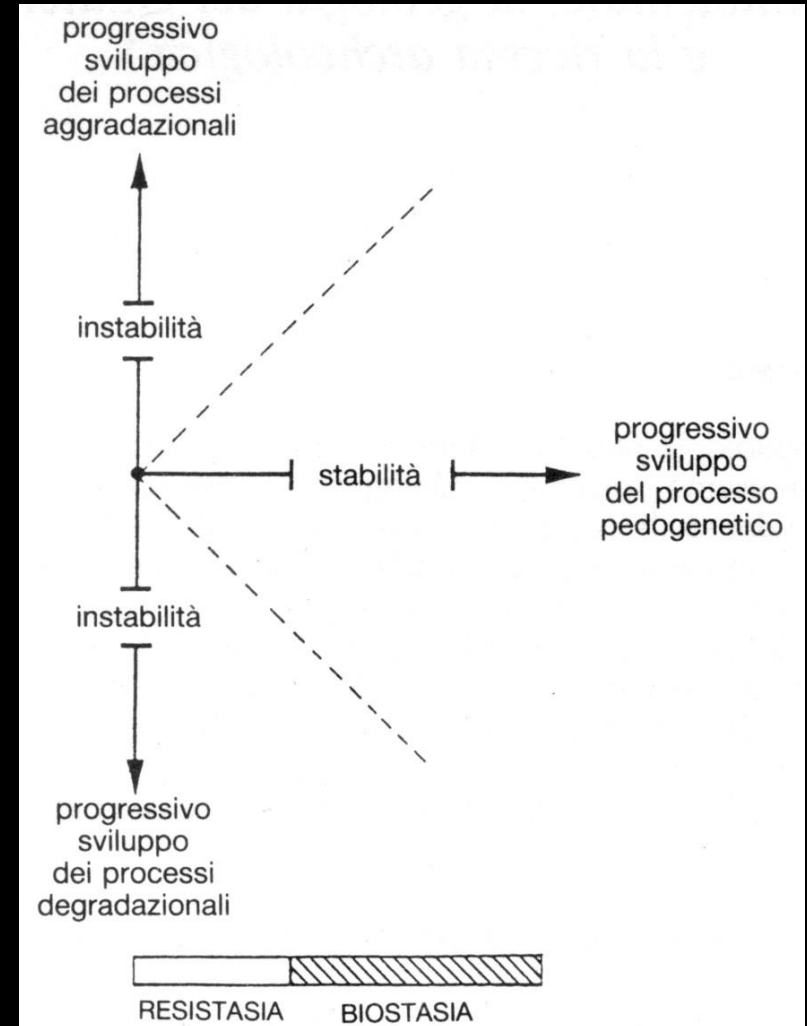 progressivo
sviluppo
dei processi
aggradazionali
instabilità
stabilità
progressivo
sviluppo
del processo
pedogenetico
instabilità
progressivo
sviluppo
dei processi
degradazionali
RESISTASIA BIOSTASIA